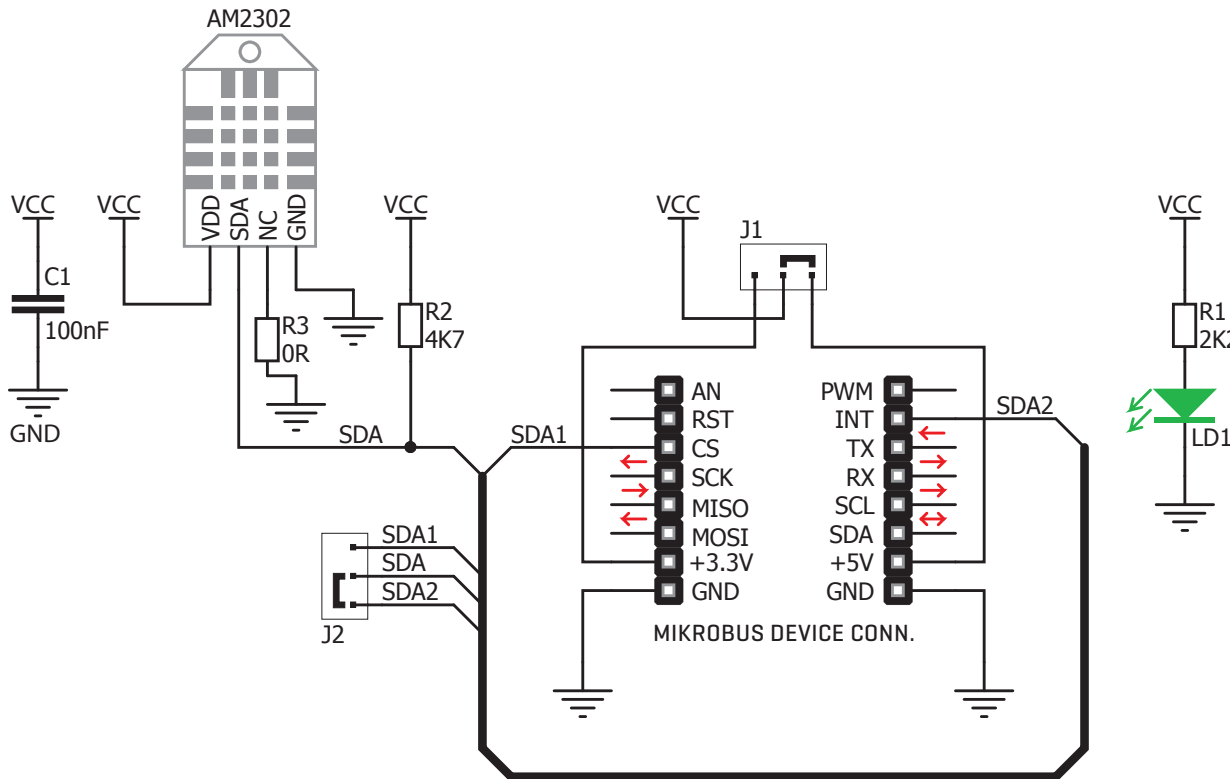 AM2302
VDD
SDA
NC
GND
VCC
VCC
VCC
VCC
VCC
J1
C1
100nF
GND
R3
0R
R2
4K7
R1
LD1
SDA
SDA1
SDA2
AN
RST
CS
SCK
MISO
MOSI
+3.3V
GND
PWM
INT
TX
RX
SCL
SDA
+5V
GND
SDA1
SDA
SDA2
J2
MIKROBUS DEVICE CONN.